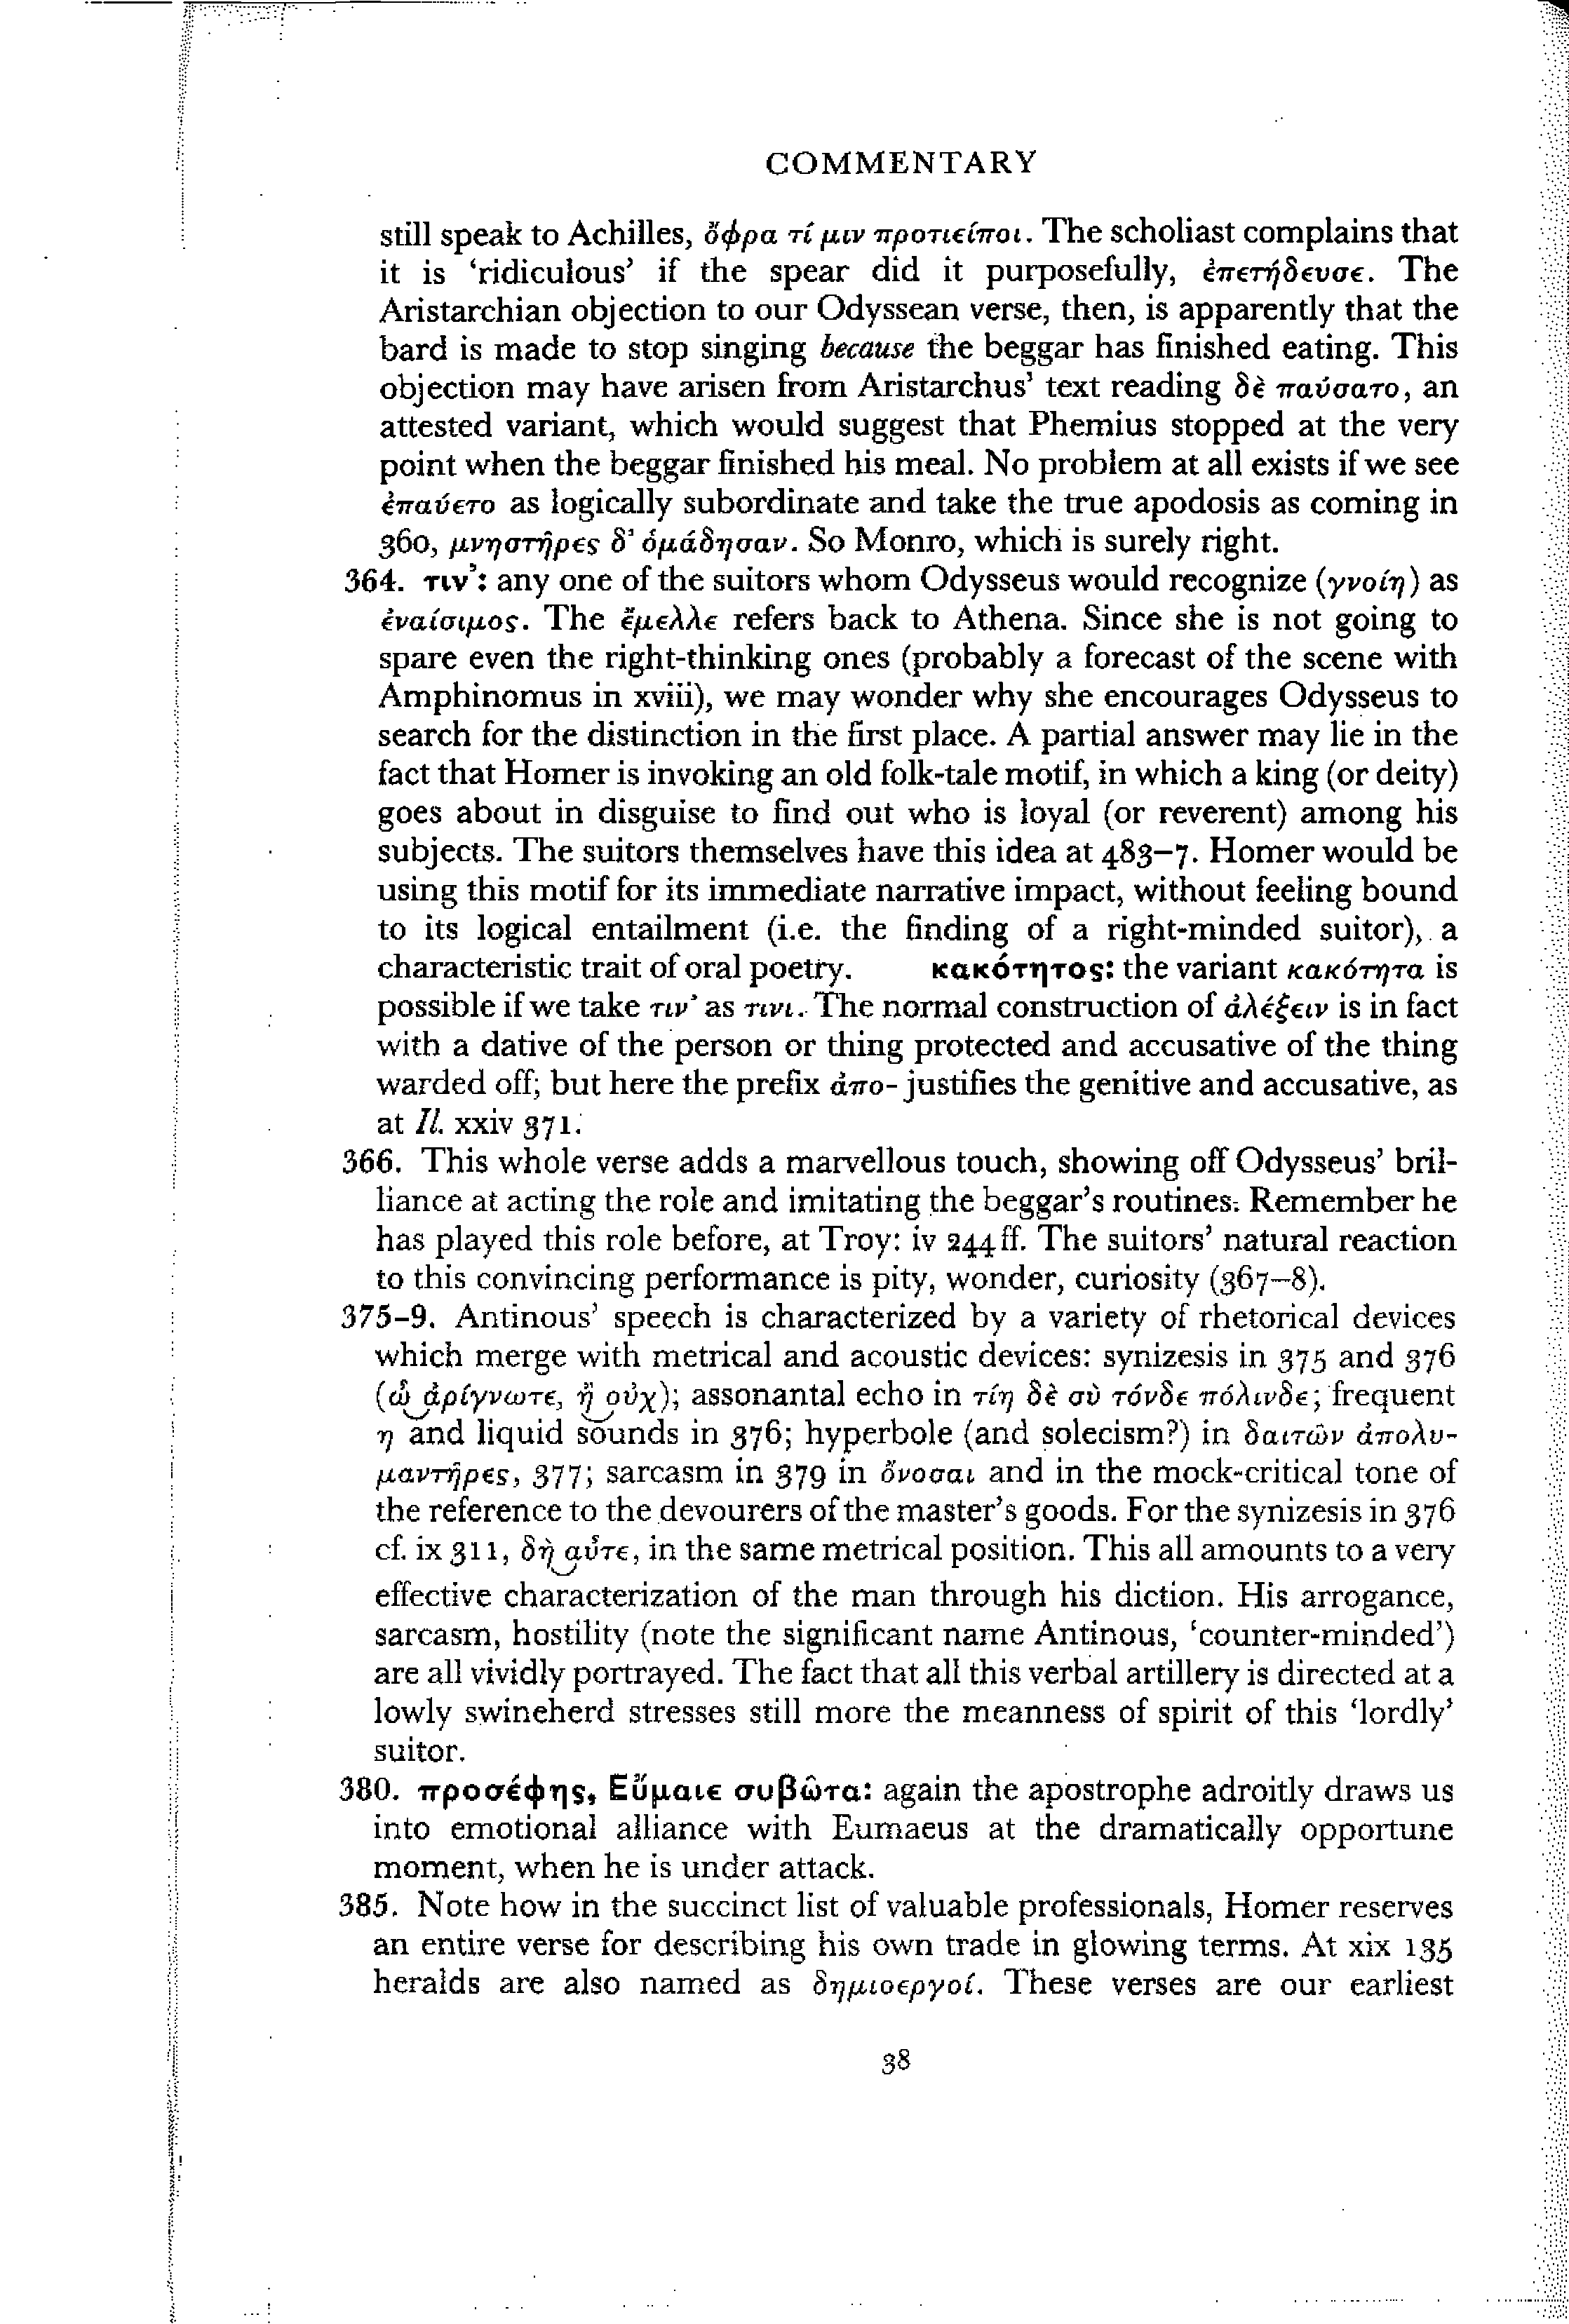 COMMENTARY
still speak to Achilles, ὄφρα τί μιν προτιείποι. The scholiast complains that
it is ‘ridiculous’ if the spear did it purposefully, ἐπετήδευσε. The
Aristarchian objection to our Odyssean verse, then, is apparently that the
bard is made to stop singing because the beggar has finished eating. This
objection may have arisen from Aristarchus’ text reading δὲ παύσατο, an
attested variant, which would suggest that Phemius stopped at the very
point when the beggar finished his meal. No problem at all exists if we see
ἐπαύετο as logically subordinate and take the true apodosis as coming in
360, μνηστῆρες δ’ ὁμάδησαν. So Monro, which is surely right.
364. τιν’: any one of the suitors whom Odysseus would recognize (γνοίη) as
ἐναίσιμος. The ἔμελλε refers back to Athena. Since she is not going to
spare even the right-thinking ones (probably a forecast of the scene with
Amphinomus in xviii), we may wonder why she encourages Odysseus to
search for the distinction in the first place. A partial answer may lie in the
fact that Homer is invoking an old folk-tale motif, in which a king (or deity)
goes about in disguise to find out who is loyal (or reverent) among his
subjects. The suitors themselves have this idea at 483–7. Homer would be
using this motif for its immediate narrative impact, without feeling bound
to its logical entailment (i.e. the finding of a right-minded suitor), a
characteristic trait of oral poetry. κακότητος: the variant κακότητα is
possible if we take τιν’ as τινι. The normal construction of ἀλέξειν is in fact
with a dative of the person or thing protected and accusative of the thing
warded off; but here the prefix ἀπο- justifies the genitive and accusative, as
at Il. xxiv 371.
366. This whole verse adds a marvellous touch, showing off Odysseus’ bril-
liance at acting the role and imitating the beggar’s routines. Remember he
has played this role before, at Troy: iv 244 ff. The suitors’ natural reaction
to this convincing performance is pity, wonder, curiosity (367–8).
375–9. Antinous’ speech is characterized by a variety of rhetorical devices
which merge with metrical and acoustic devices: synizesis in 375 and 376
(ὦ‿ἀρίγνωτε, ἦ‿οὐχ); assonantal echo in τίη δὲ σὺ τόνδε πόλινδε; frequent
η and liquid sounds in 376; hyperbole (and solecism?) in δαιτῶν ἀπολυ-
μαντῆρες, 377; sarcasm in 379 in ὄνοσαι and in the mock-critical tone of
the reference to the devourers of the master’s goods. For the synizesis in 376
cf. ix 311, δὴ‿αὖτε, in the same metrical position. This all amounts to a very
effective characterization of the man through his diction. His arrogance,
sarcasm, hostility (note the significant name Antinous, ‘counter-minded’)
are all vividly portrayed. The fact that all this verbal artillery is directed at a
lowly swineherd stresses still more the meanness of spirit of this ‘lordly’
suitor.
380. προσέφης, Εὔμαιε συβῶτα: again the apostrophe adroitly draws us
into emotional alliance with Eumaeus at the dramatically opportune
moment, when he is under attack.
385. Note how in the succinct list of valuable professionals, Homer reserves
an entire verse for describing his own trade in glowing terms. At xix 135
heralds are also named as δημιοεργοί. These verses are our earliest
38